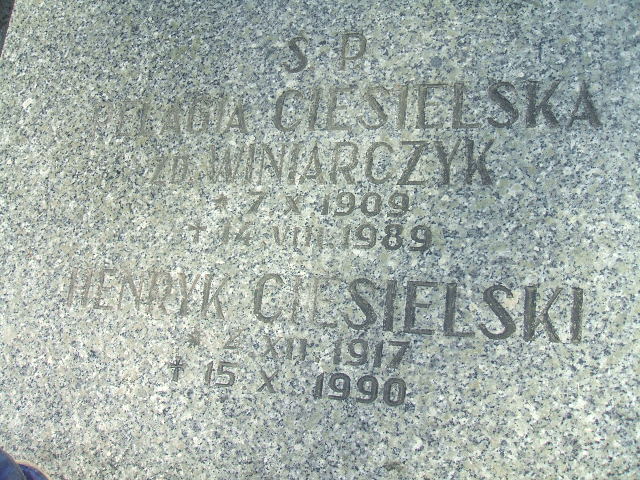 Ś P
PELAGIA CIESIELSKA
ZD. WINIARCZYK
* 7 X 1909
† 14 VIII 1989
HENRYK CIESIELSKI
* 2 XII 1917
† 15 X 1990